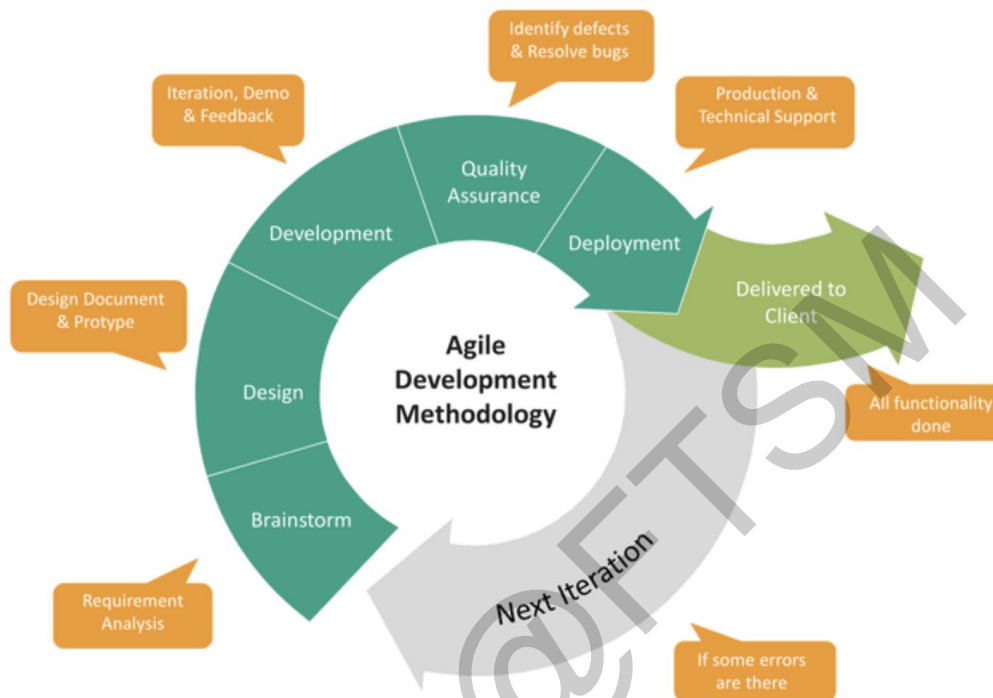 Identify defects
& Resolve bugs
Iteration, Demo
& Feedback
Production &
Technical Support
Quality
Assurance
Development
Deployment
Design Document
& Protype
Delivered to
Client
Agile
Development
Methodology
Design
All functionality
done
Brainstorm
Next Iteration
Requirement
Analysis
If some errors
are there
@FTSM